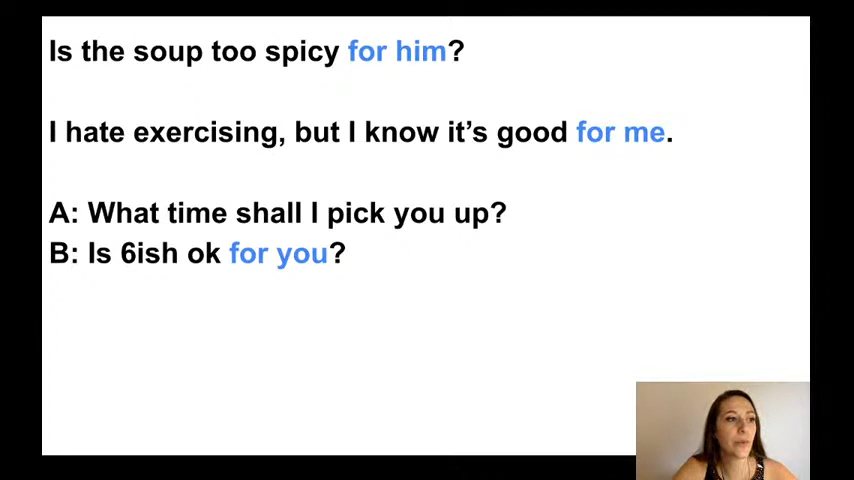 Is the soup too spicy for him?
I hate exercising, but I know it’s good for me.
A: What time shall I pick you up?
B: Is 6ish ok for you?